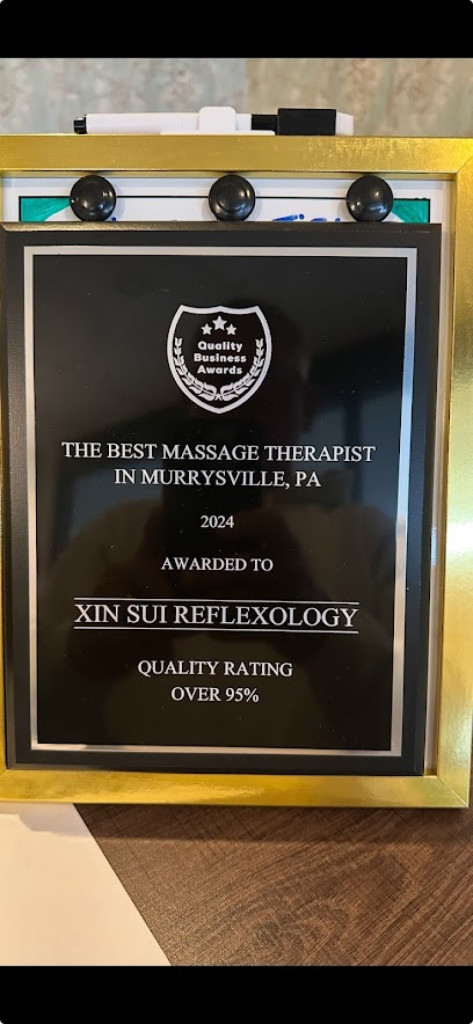 Quality
Business
Awards
THE BEST MASSAGE THERAPIST
IN MURRYSVILLE, PA
2024
AWARDED TO
XIN SUI REFLEXOLOGY
QUALITY RATING
OVER 95%